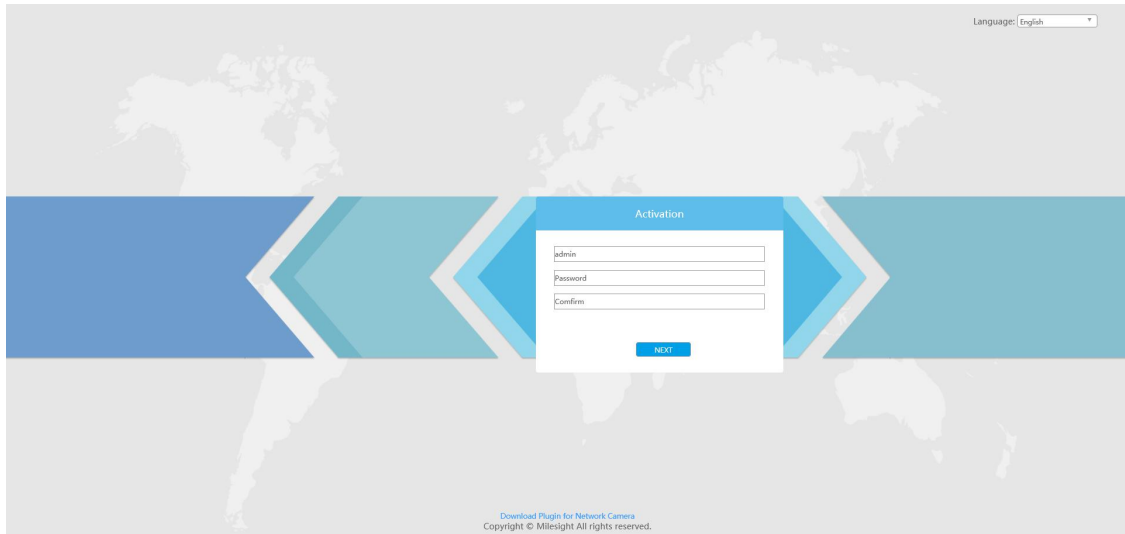 Language: English
Activation
admin
Password
Comfirm
NEXT
Download Plugin for Network Camera
Copyright © Milesight All rights reserved.